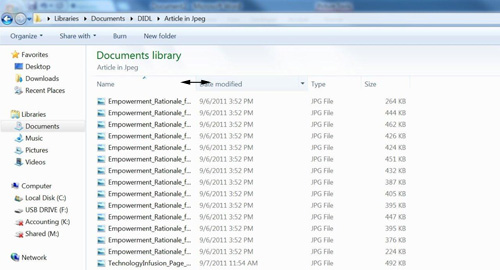 Libraries ▸ Documents ▸ DIDL ▸ Article in Jpeg
Organize Share with Burn New folder
Favorites
Desktop
Downloads
Recent Places
Libraries
Documents
Music
Pictures
Videos
Computer
Local Disk (C:)
USB DRIVE (F:)
Accounting (K:)
Shared (M:)
Network
Documents library
Article in Jpeg
Name Date modified Type Size
Empowerment_Rationale_f... 9/6/2011 3:52 PM JPG File 264 KB
Empowerment_Rationale_f... 9/6/2011 3:52 PM JPG File 444 KB
Empowerment_Rationale_f... 9/6/2011 3:52 PM JPG File 462 KB
Empowerment_Rationale_f... 9/6/2011 3:52 PM JPG File 426 KB
Empowerment_Rationale_f... 9/6/2011 3:52 PM JPG File 424 KB
Empowerment_Rationale_f... 9/6/2011 3:52 PM JPG File 451 KB
Empowerment_Rationale_f... 9/6/2011 3:52 PM JPG File 432 KB
Empowerment_Rationale_f... 9/6/2011 3:52 PM JPG File 387 KB
Empowerment_Rationale_f... 9/6/2011 3:52 PM JPG File 405 KB
Empowerment_Rationale_f... 9/6/2011 3:52 PM JPG File 395 KB
Empowerment_Rationale_f... 9/6/2011 3:52 PM JPG File 447 KB
Empowerment_Rationale_f... 9/6/2011 3:52 PM JPG File 400 KB
Empowerment_Rationale_f... 9/6/2011 3:52 PM JPG File 376 KB
Empowerment_Rationale_f... 9/6/2011 3:52 PM JPG File 224 KB
TechnologyInfusion_Page_... 9/7/2011 11:54 AM JPG File 492 KB